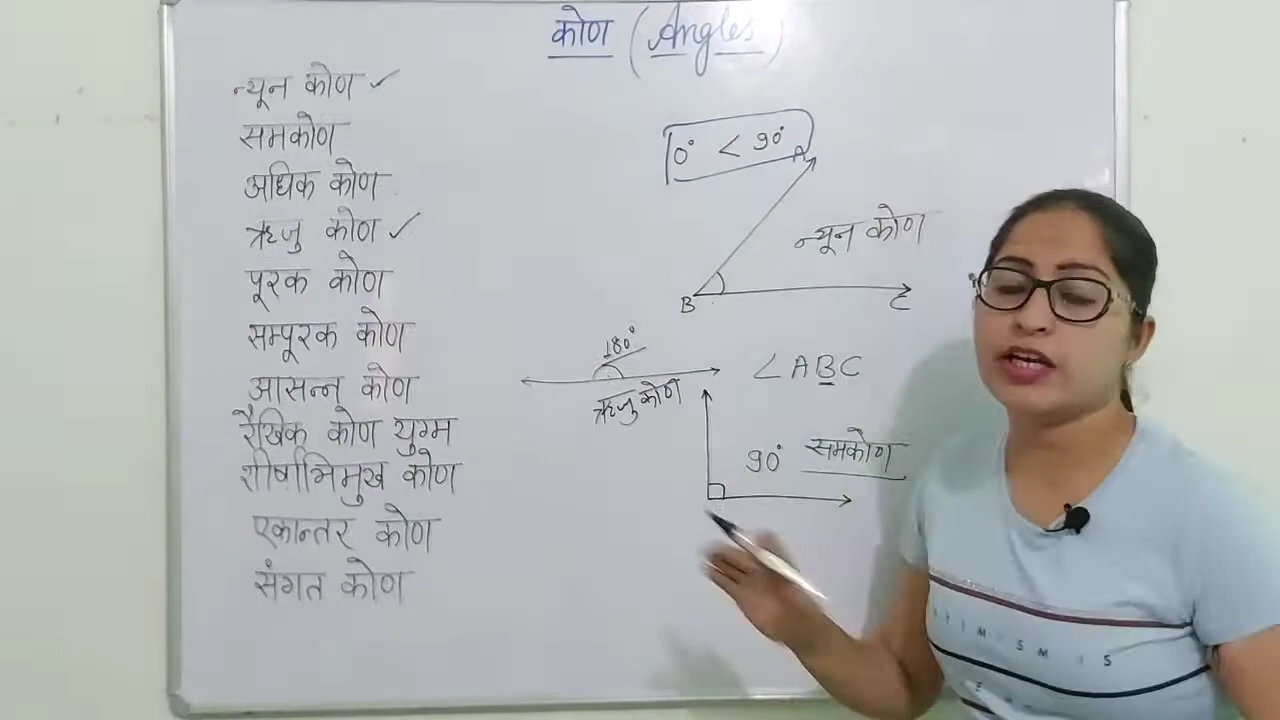 कोण (Angles)
न्यून कोण ✓
समकोण
अधिक कोण
ऋजु कोण ✓
पूरक कोण
सम्पूरक कोण
आसन्न कोण
रैखिक कोण युग्म
शीर्षाभिमुख कोण
एकान्तर कोण
संगत कोण
0° < 90°
A
न्यून कोण
B
C
180°
ऋजु कोण
∠ABC
90° समकोण